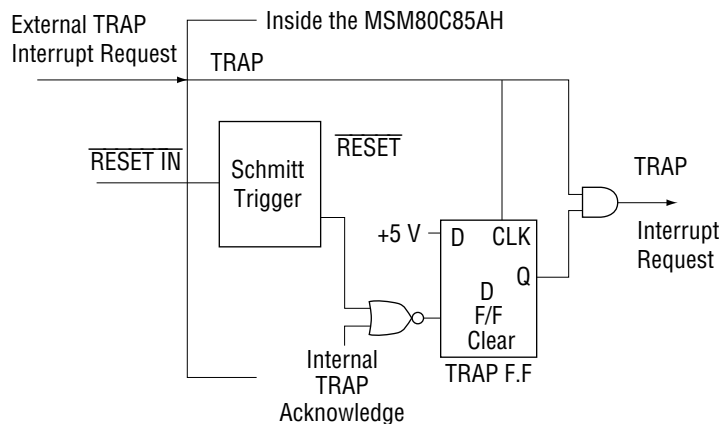 External TRAP
Interrupt Request
Inside the MSM80C85AH
TRAP
RESET IN
Schmitt
Trigger
RESET
TRAP
Interrupt
Request
+5 V
D
CLK
Q
D
F/F
Clear
TRAP F.F
Internal
TRAP
Acknowledge